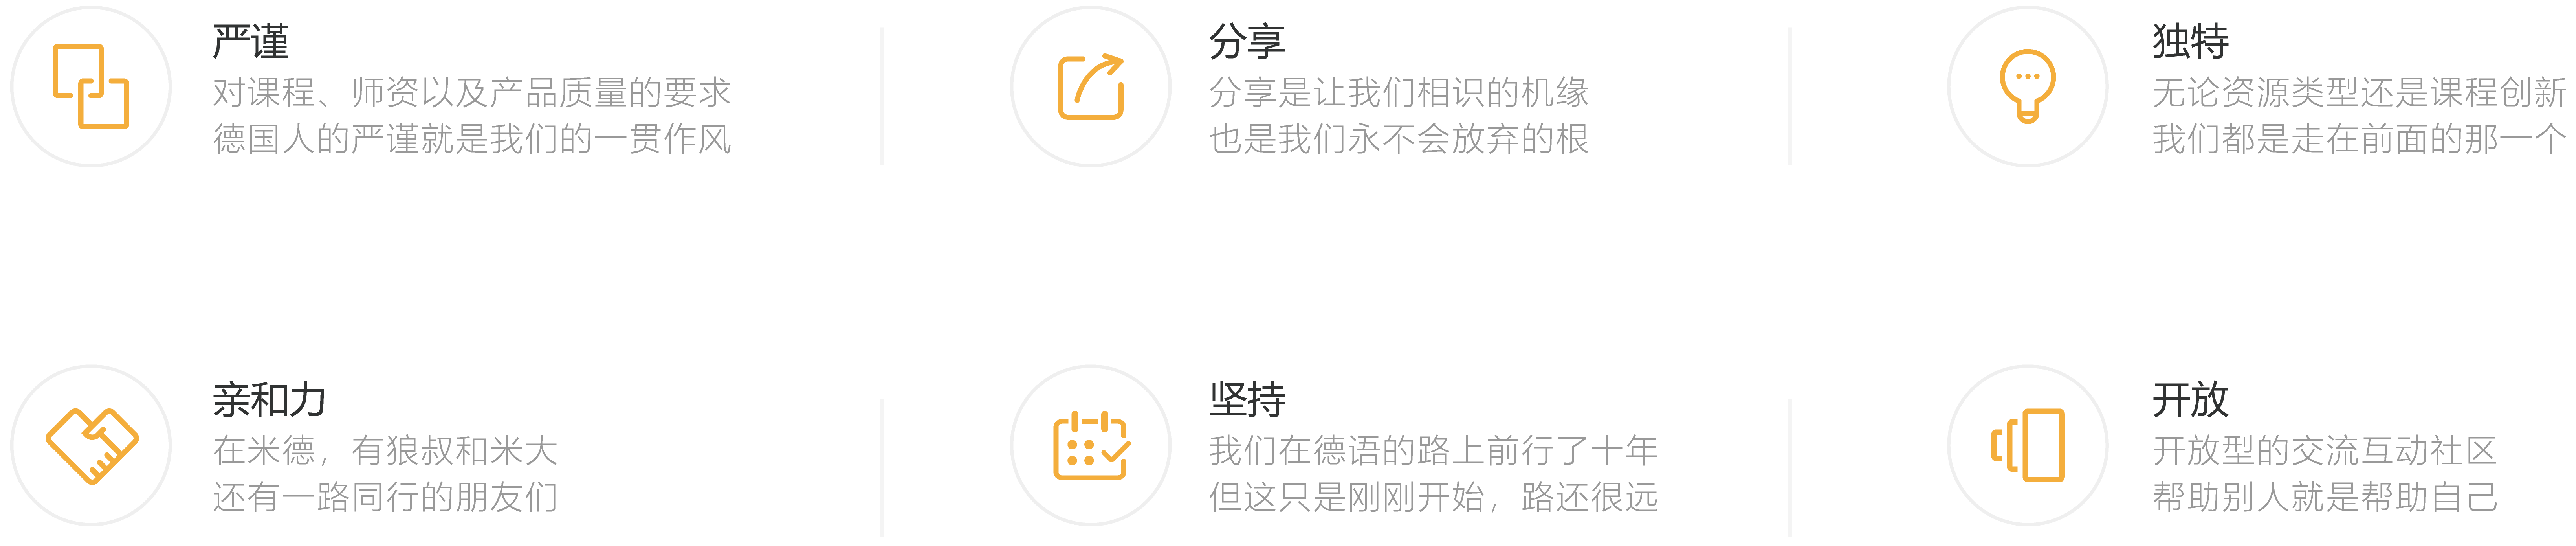 严谨
对课程、师资以及产品质量的要求
德国人的严谨就是我们的一贯作风
分享
分享是让我们相识的机缘
也是我们永不会放弃的根
独特
无论资源类型还是课程创新
我们都是走在前面的那一个
亲和力
在米德，有狼叔和米大
还有一路同行的朋友们
坚持
我们在德语的路上前行了十年
但这只是刚刚开始，路还很远
开放
开放型的交流互动社区
帮助别人就是帮助自己